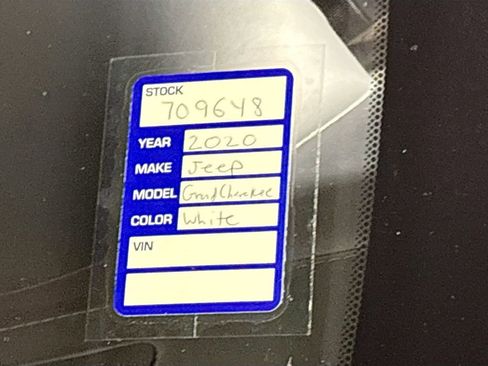 STOCK
709648
YEAR 2020
MAKE Jeep
MODEL Grand Cherokee
COLOR White
VIN